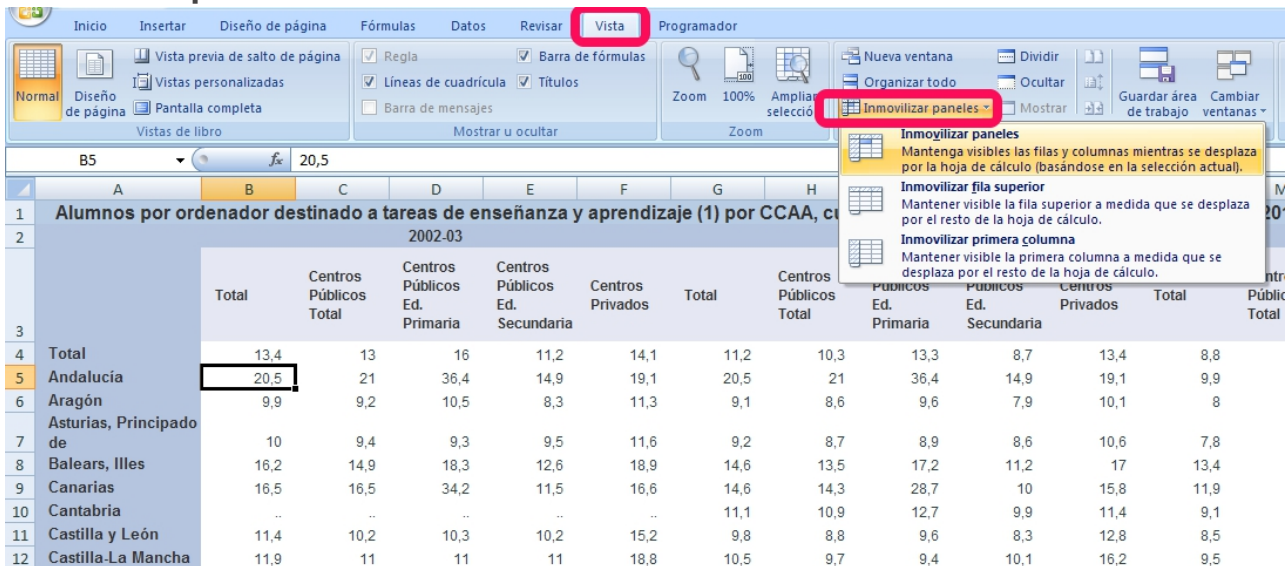 Inicio Insertar Diseño de página Fórmulas Datos Revisar Vista Programador
Normal
Diseño de página
Vista previa de salto de página
Vistas personalizadas
Pantalla completa
Vistas de libro
Regla
Barra de fórmulas
Líneas de cuadrícula
Títulos
Barra de mensajes
Mostrar u ocultar
Zoom
100%
Ampliar
Zoom
Nueva ventana
Organizar todo
Inmovilizar paneles
Dividir
Ocultar
Mostrar
Guardar área de trabajo
Cambiar ventanas
Inmovilizar paneles
Mantenga visibles las filas y columnas mientras se desplaza
por la hoja de cálculo (basándose en la selección actual).
Inmovilizar fila superior
Mantener visible la fila superior a medida que se desplaza
por el resto de la hoja de cálculo.
Inmovilizar primera columna
Mantener visible la primera columna a medida que se
desplaza por el resto de la hoja de cálculo.
B5 fx 20,5
A B C D E F G H
1 Alumnos por ordenador destinado a tareas de enseñanza y aprendizaje (1) por CCAA,
2 2002-03
3 Total Centros Públicos Total Centros Públicos Ed. Primaria Centros Públicos Ed. Secundaria Centros Privados Total Centros Públicos Total Públicos Ed. Primaria Públicos Ed. Secundaria Centros Privados Total Total
4 Total 13,4 13 16 11,2 14,1 11,2 10,3 13,3 8,7 13,4 8,8
5 Andalucía 20,5 21 36,4 14,9 19,1 20,5 21 36,4 14,9 19,1 9,9
6 Aragón 9,9 9,2 10,5 8,3 11,3 9,1 8,6 9,6 7,9 10,1 8
Asturias, Principado
7 de 10 9,4 9,3 9,5 11,6 9,2 8,7 8,9 8,6 10,6 7,8
8 Balears, Illes 16,2 14,9 18,3 12,6 18,9 14,6 13,5 17,2 11,2 17 13,4
9 Canarias 16,5 16,5 34,2 11,5 16,6 14,6 14,3 28,7 10 15,8 11,9
10 Cantabria .. .. .. .. .. 11,1 10,9 12,7 9,9 11,4 9,1
11 Castilla y León 11,4 10,2 10,3 10,2 15,2 9,8 8,8 9,6 8,3 12,8 8,5
12 Castilla-La Mancha 11,9 11 11 11 18,8 10,5 9,7 9,4 10,1 16,2 9,5